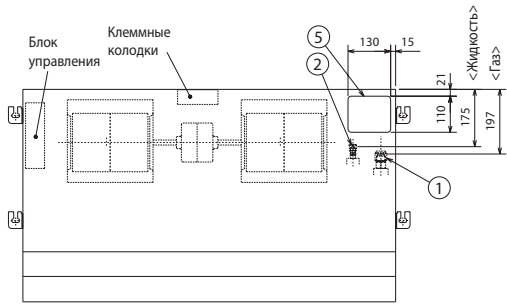 Блок
управления
Клеммные
колодки
5
2
130
15
21
110
<Жидкость>
175
<Газ>
197
1